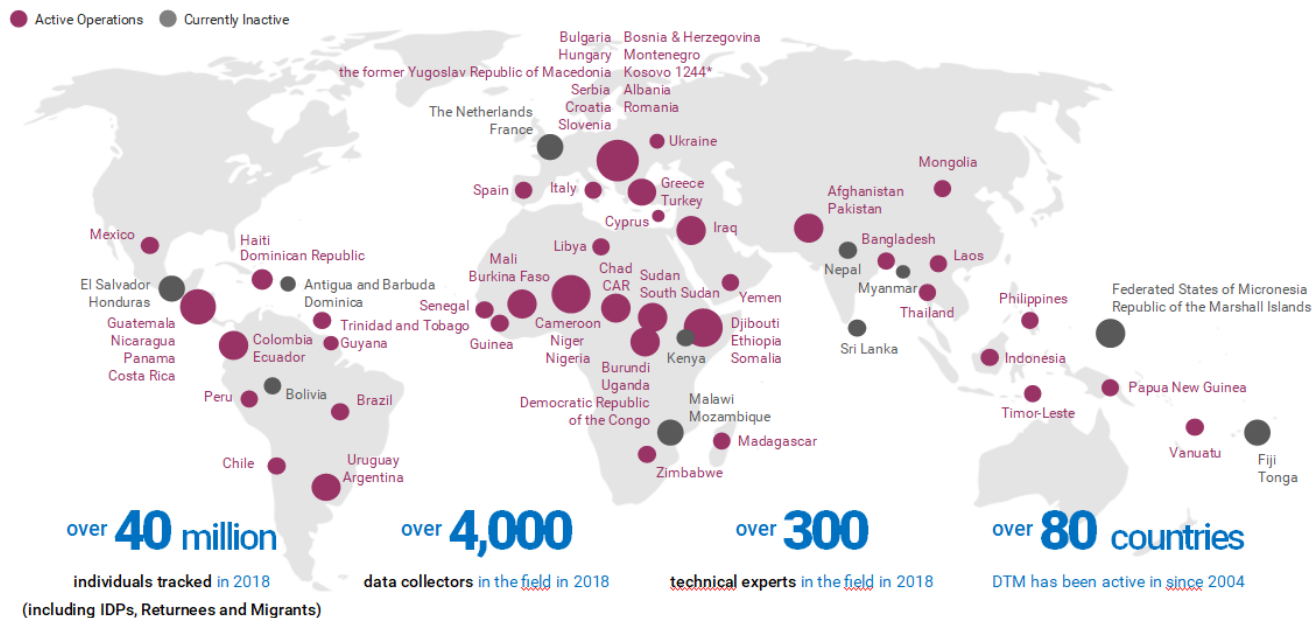 Active Operations
Currently Inactive
Bulgaria
Hungary
the former Yugoslav Republic of Macedonia
Serbia
Croatia
Slovenia
Bosnia & Herzegovina
Montenegro
Kosovo 1244*
Albania
Romania
The Netherlands
France
Ukraine
Spain
Italy
Greece
Turkey
Cyprus
Iraq
Mongolia
Afghanistan
Pakistan
Bangladesh
Nepal
Myanmar
Laos
Thailand
Sri Lanka
Mexico
Haiti
Dominican Republic
El Salvador
Honduras
Antigua and Barbuda
Dominica
Guatemala
Nicaragua
Panama
Costa Rica
Trinidad and Tobago
Guyana
Colombia
Ecuador
Peru
Bolivia
Brazil
Chile
Uruguay
Argentina
Libya
Mali
Burkina Faso
Chad
CAR
Sudan
South Sudan
Yemen
Senegal
Guinea
Cameroon
Niger
Nigeria
Kenya
Djibouti
Ethiopia
Somalia
Burundi
Uganda
Democratic Republic
of the Congo
Malawi
Mozambique
Madagascar
Zimbabwe
Philippines
Federated States of Micronesia
Republic of the Marshall Islands
Indonesia
Timor-Leste
Papua New Guinea
Vanuatu
Fiji
Tonga
over 40 million
individuals tracked in 2018
(including IDPs, Returnees and Migrants)
over 4,000
data collectors in the field in 2018
over 300
technical experts in the field in 2018
over 80 countries
DTM has been active in since 2004